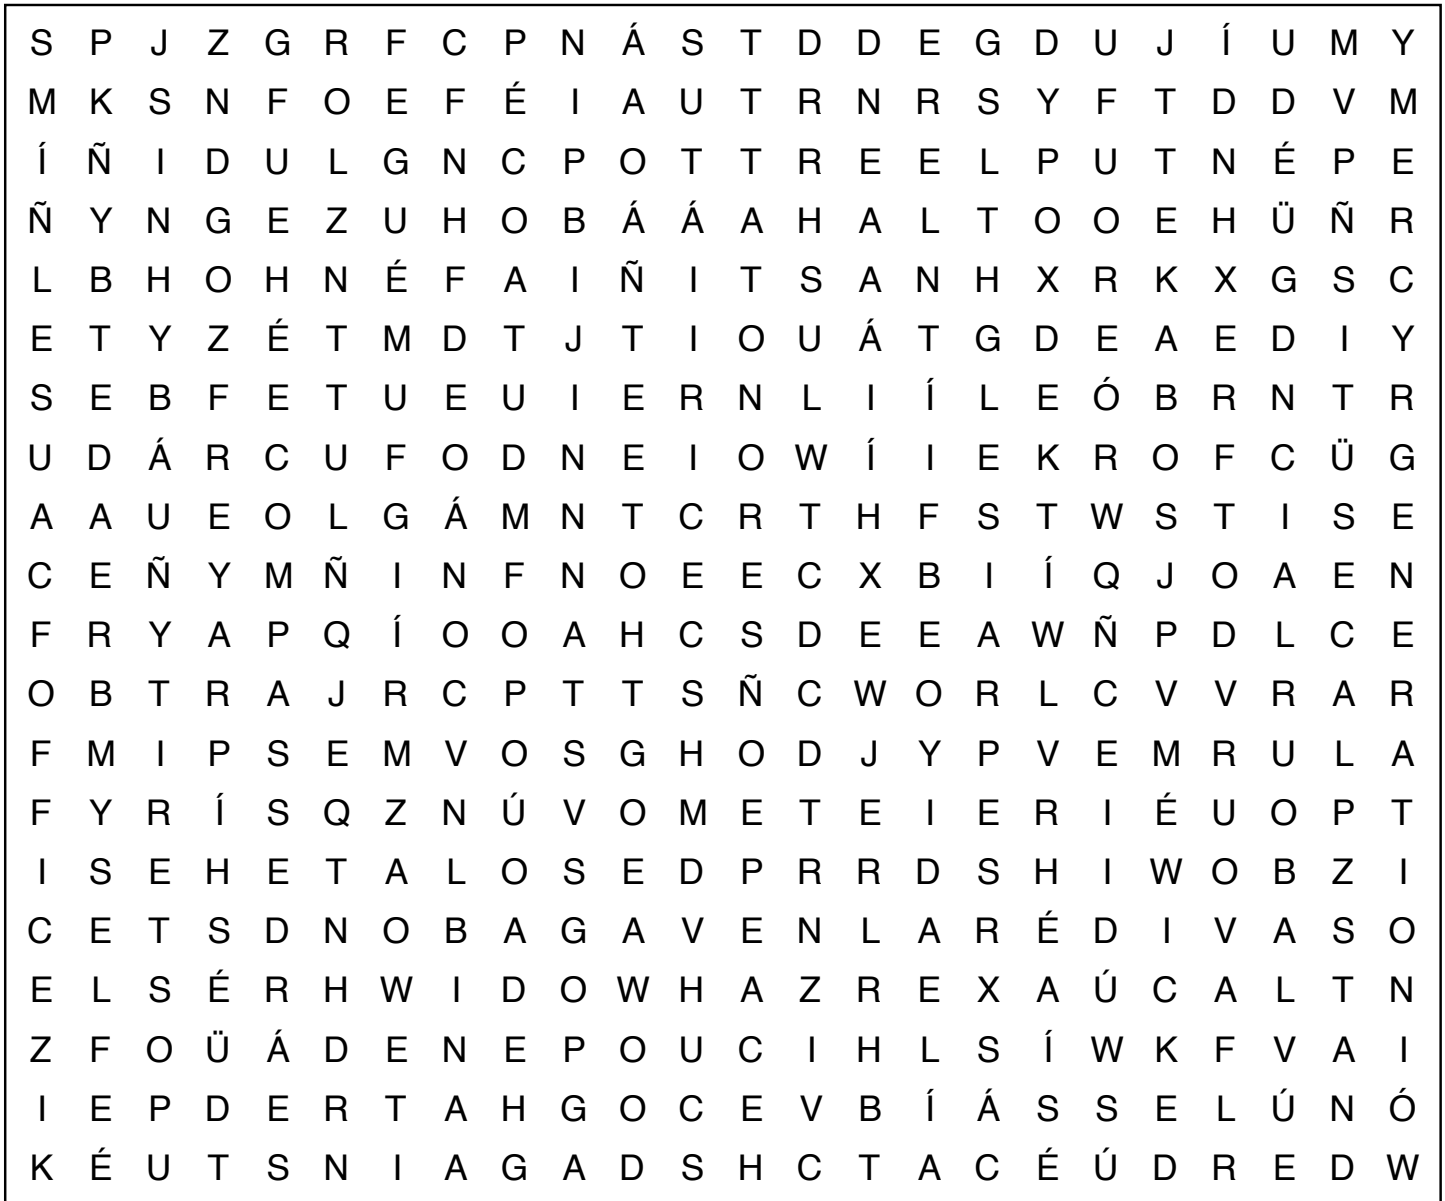 S P J Z G R F C P N Á S T D D E G D U J Í U M Y
M K S N F O E F É I A U T R N R S Y F T D D V M
Í Ñ I D U L G N C P O T T R E E L P U T N É P E
Ñ Y N G E Z U H O B Á Á A H A L T O O E H Ü Ñ R
L B H O H N É F A I Ñ I T S A N H X R K X G S C
E T Y Z É T M D T J T I O U Á T G D E A E D I Y
S E B F E T U E U I E R N L I Í L E Ó B R N T R
U D Á R C U F O D N E I O W Í I E K R O F C Ü G
A A U E O L G Á M N T C R T H F S T W S T I S E
C E Ñ Y M Ñ I N F N O E E C X B I Í Q J O A E N
F R Y A P Q Í O O A H C S D E E A W Ñ P D L C E
O B T R A J R C P T T S Ñ C W O R L C V V R A R
F M I P S E M V O S G H O D J Y P V E M R U L A
F Y R Í S Q Z N Ú V O M E T E I E R I É U O P T
I S E H E T A L O S E D P R R D S H I W O B Z I
C E T S D N O B A G A V E N L A R É D I V A S O
E L S É R H W I D O W H A Z R E X A Ú C A L T N
Z F O Ü Á D E N E P O U C I H L S Í W K F V A I
I E P D E R T A H G O C E V B Í Á S S E L Ú N Ó
K É U T S N I A G A D S H C T A C É Ú D R E D W